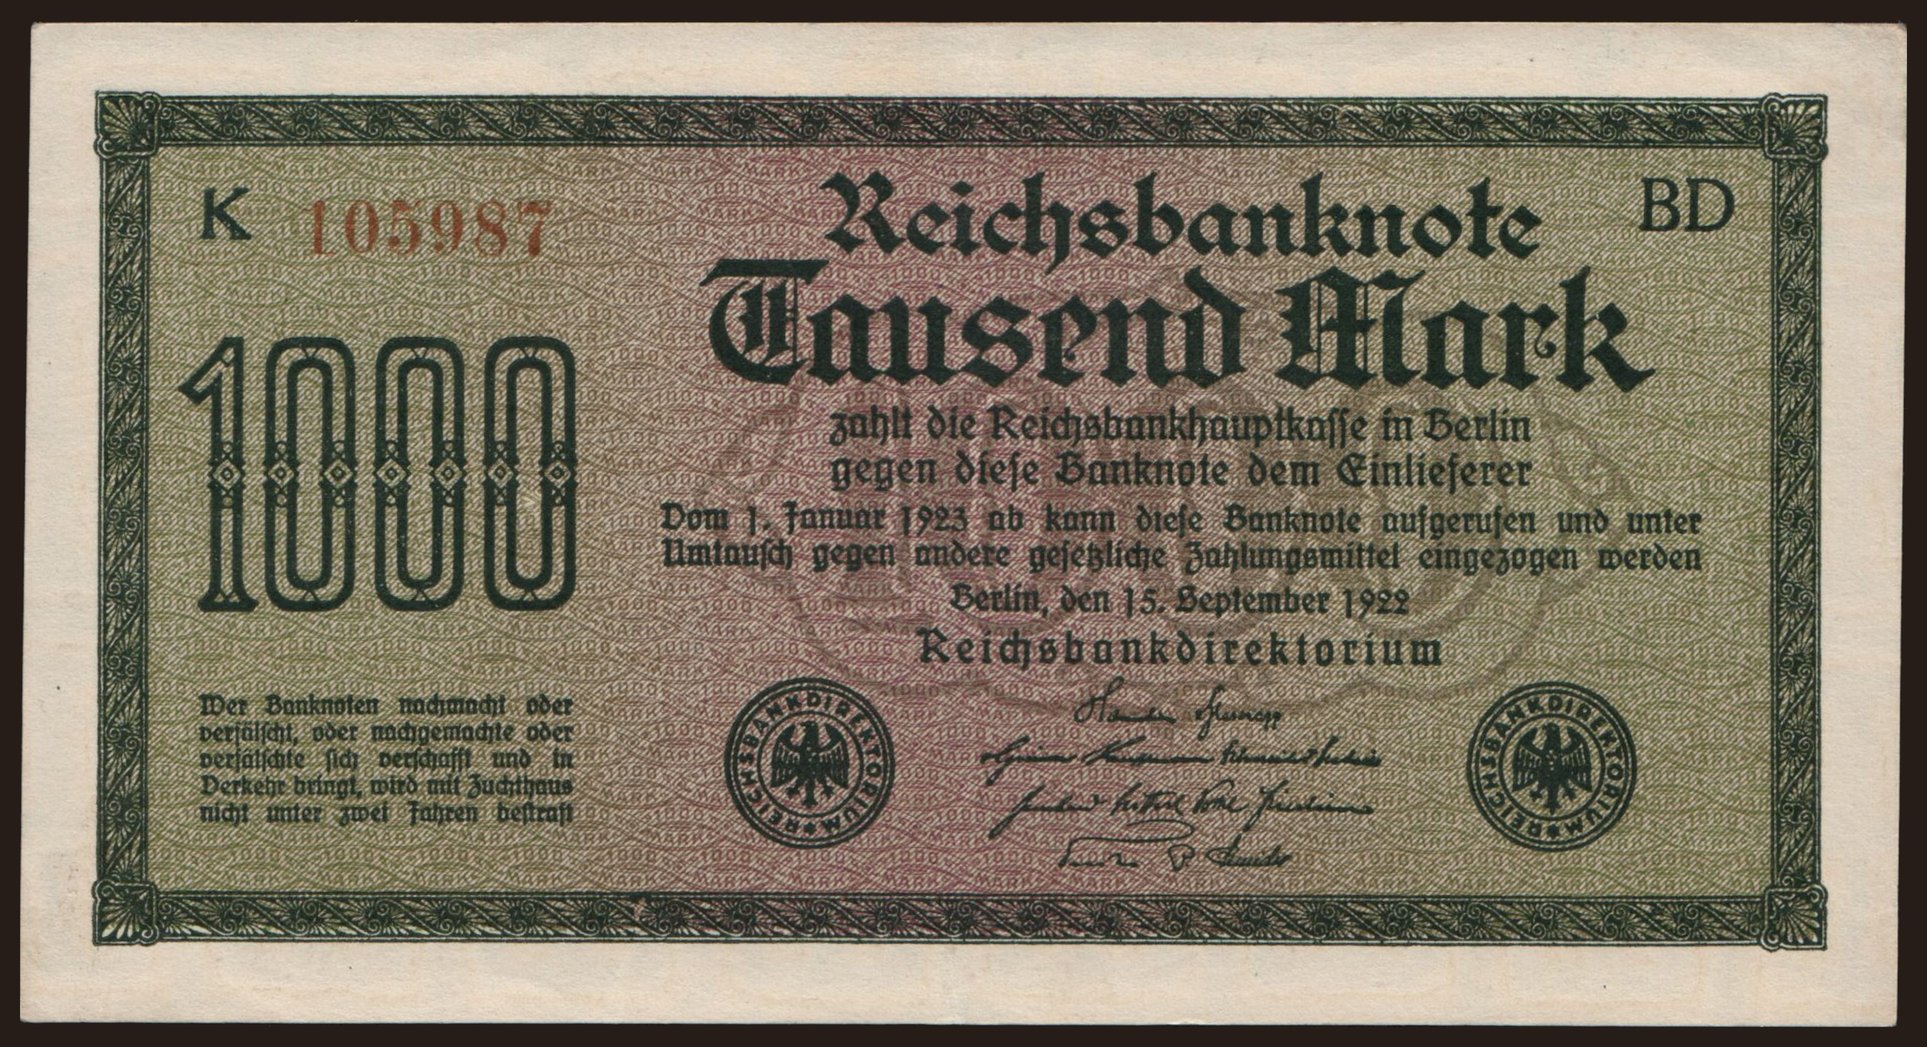 K 105987
Reichsbanknote
BD
Tausend Mark
1000
zahlt die Reichsbankhauptkasse in Berlin
gegen diese Banknote dem Einlieferer
Vom 1. Januar 1923 ab kann diese Banknote aufgerufen und unter
Umtausch gegen andere gesetzliche Zahlungsmittel eingezogen werden
Berlin, den 15. September 1922
Reichsbankdirektorium
Wer Banknoten nachmacht oder
verfälscht, oder nachgemachte oder
verfälschte sich verschafft und in
Verkehr bringt, wird mit Zuchthaus
nicht unter zwei Jahren bestraft
REICHSBANKDIREKTORIUM
REICHSBANKDIREKTORIUM